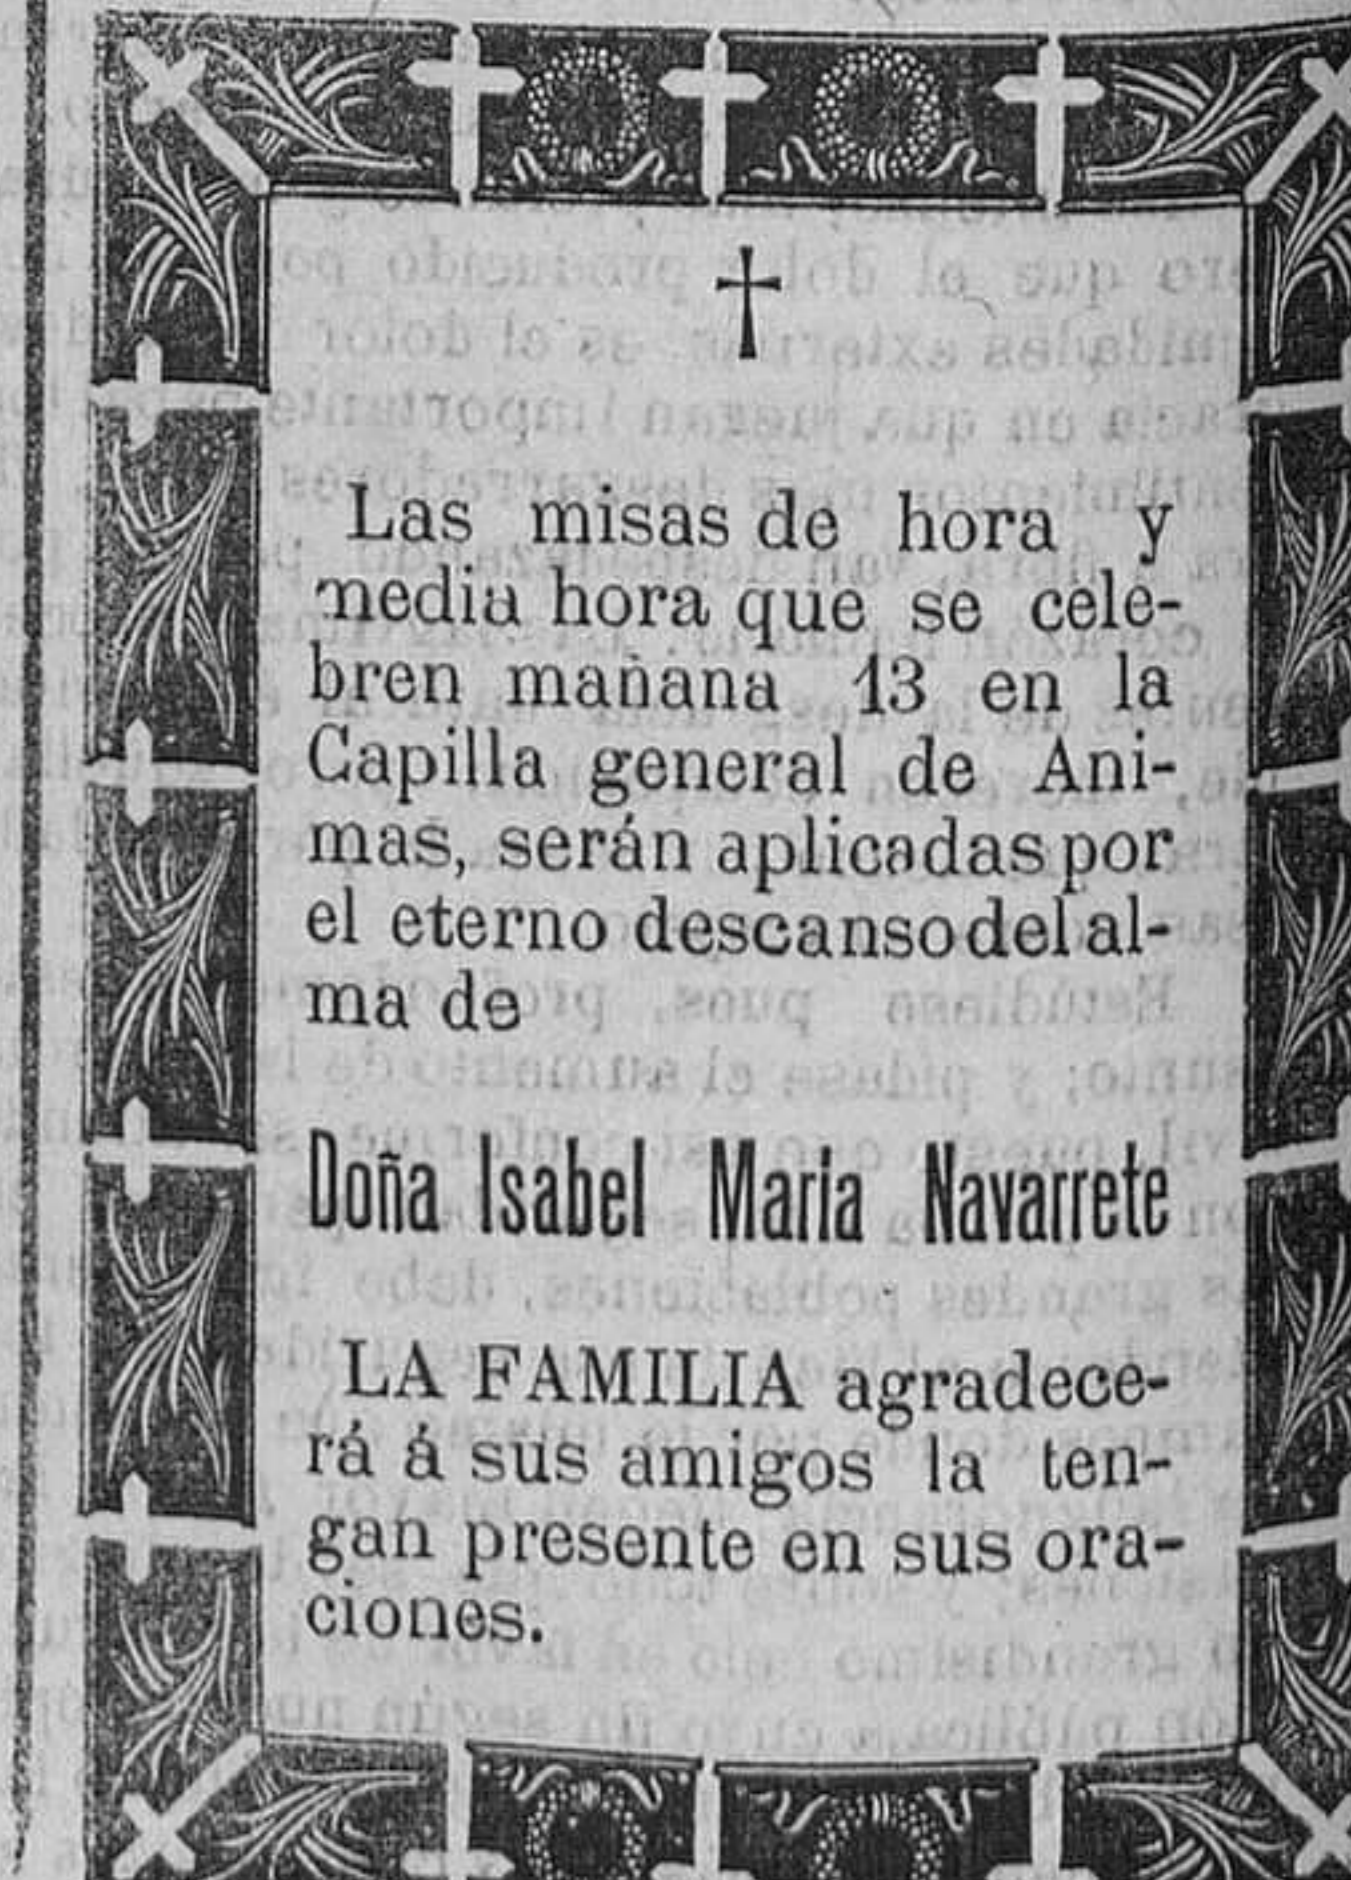 Las misas de hora y
media hora que se cele-
bren mañana 13 en la
Capilla general de Ani-
mas, serán aplicadas por
el eterno descanso del al-
ma de
Doña Isabel Maria Navarrete
LA FAMILIA agradece-
rá á sus amigos la ten-
gan presente en sus ora-
ciones.